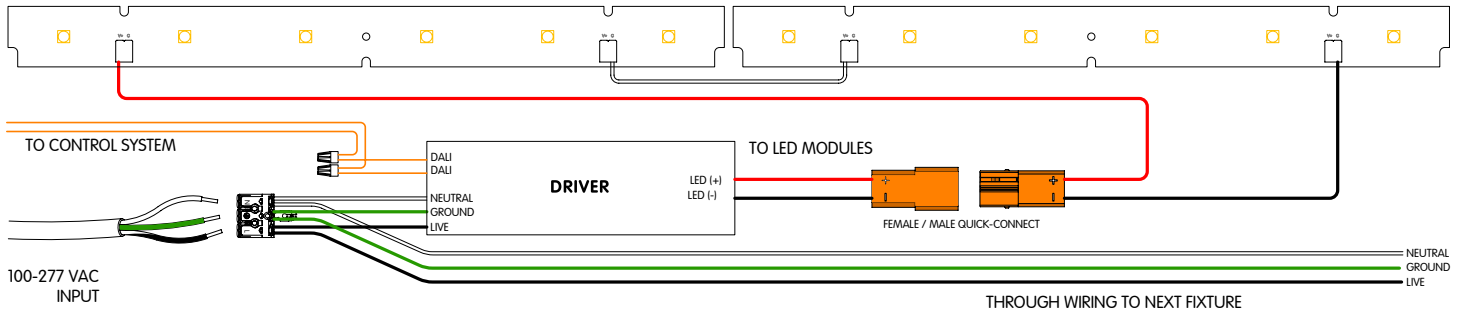 TO CONTROL SYSTEM
DALI
DALI
NEUTRAL
GROUND
LIVE
DRIVER
LED (+)
LED (-)
TO LED MODULES
+
-
+
-
FEMALE / MALE QUICK-CONNECT
N
L
100-277 VAC
INPUT
NEUTRAL
GROUND
LIVE
THROUGH WIRING TO NEXT FIXTURE